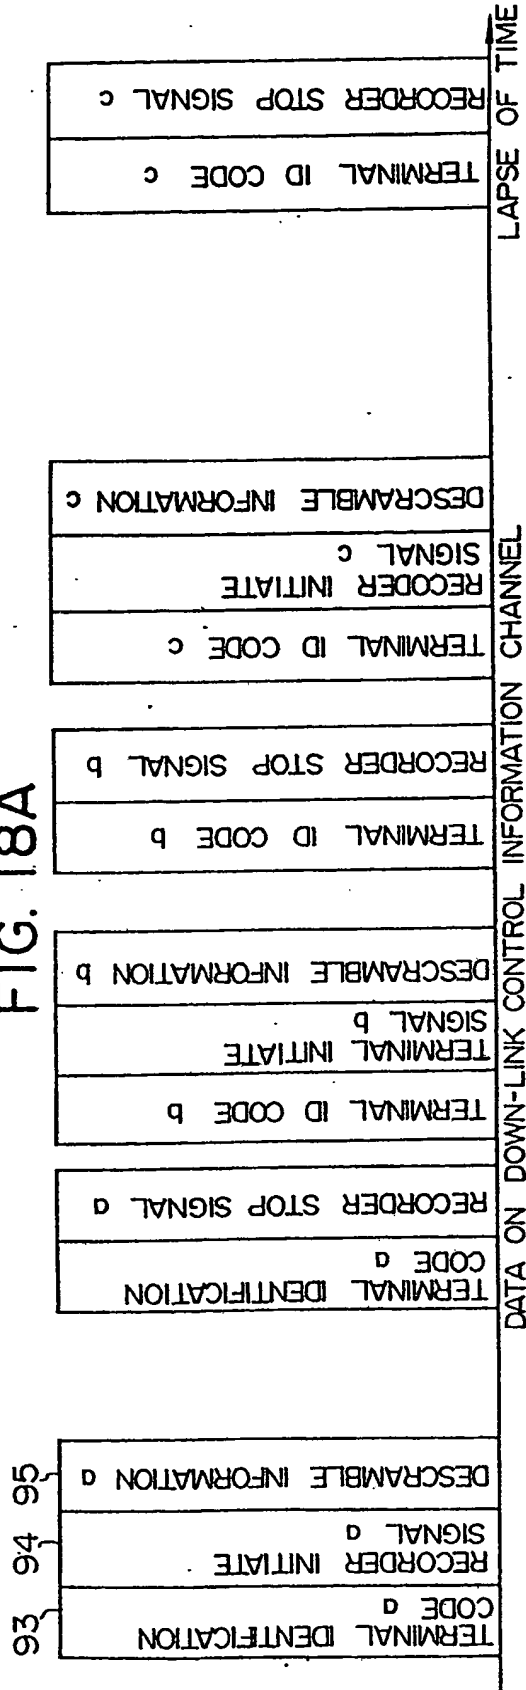 FIG. 18A
93
94
95
TERMINAL IDENTIFICATION
CODE a
RECORDER INITIATE
SIGNAL a
DESCRAMBLE INFORMATION a
TERMINAL IDENTIFICATION
CODE a
RECORDER STOP SIGNAL a
TERMINAL ID CODE b
TERMINAL INITIATE
SIGNAL b
DESCRAMBLE INFORMATION b
TERMINAL ID CODE b
RECORDER STOP SIGNAL b
TERMINAL ID CODE c
RECODER INITIATE
SIGNAL c
DESCRAMBLE INFORMATION c
TERMINAL ID CODE c
RECORDER STOP SIGNAL c
DATA ON DOWN-LINK CONTROL INFORMATION CHANNEL
LAPSE OF TIME